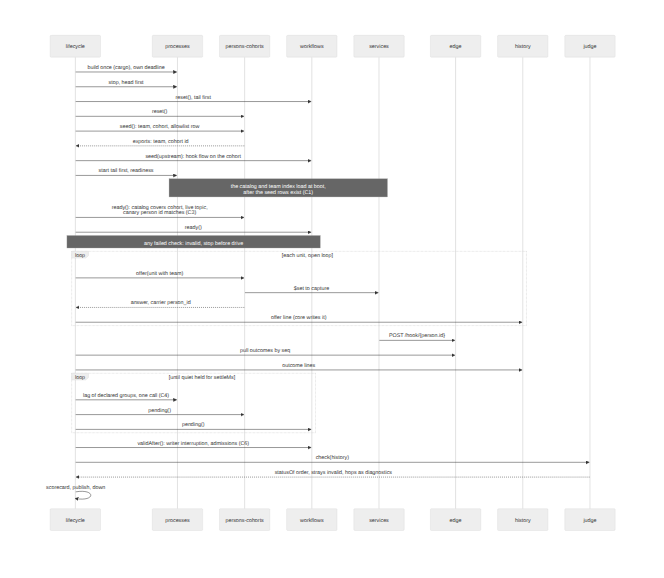 lifecycle processes persons-cohorts workflows services edge history judge
build once (cargo), own deadline
stop, head first
reset(), tail first
reset()
seed(): team, cohort, allowlist row
exports: team, cohort id
seed(upstream): hook flow on the cohort
start tail first, readiness
the catalog and team index load at boot,
after the seed rows exist (C1)
ready(): catalog covers cohort, live topic,
canary person id matches (C3)
ready()
any failed check: invalid, stop before drive
loop [each unit, open loop]
offer(unit with team)
$set to capture
answer, carrier person_id
offer line (core writes it)
POST /hook/{person.id}
pull outcomes by seq
outcome lines
loop [until quiet held for settleMs]
lag of declared groups, one call (C4)
pending()
pending()
validAfter(): writer interruption, admissions (C6)
check(history)
statusOf order, strays invalid, hops as diagnostics
scorecard, publish, down
lifecycle processes persons-cohorts workflows services edge history judge